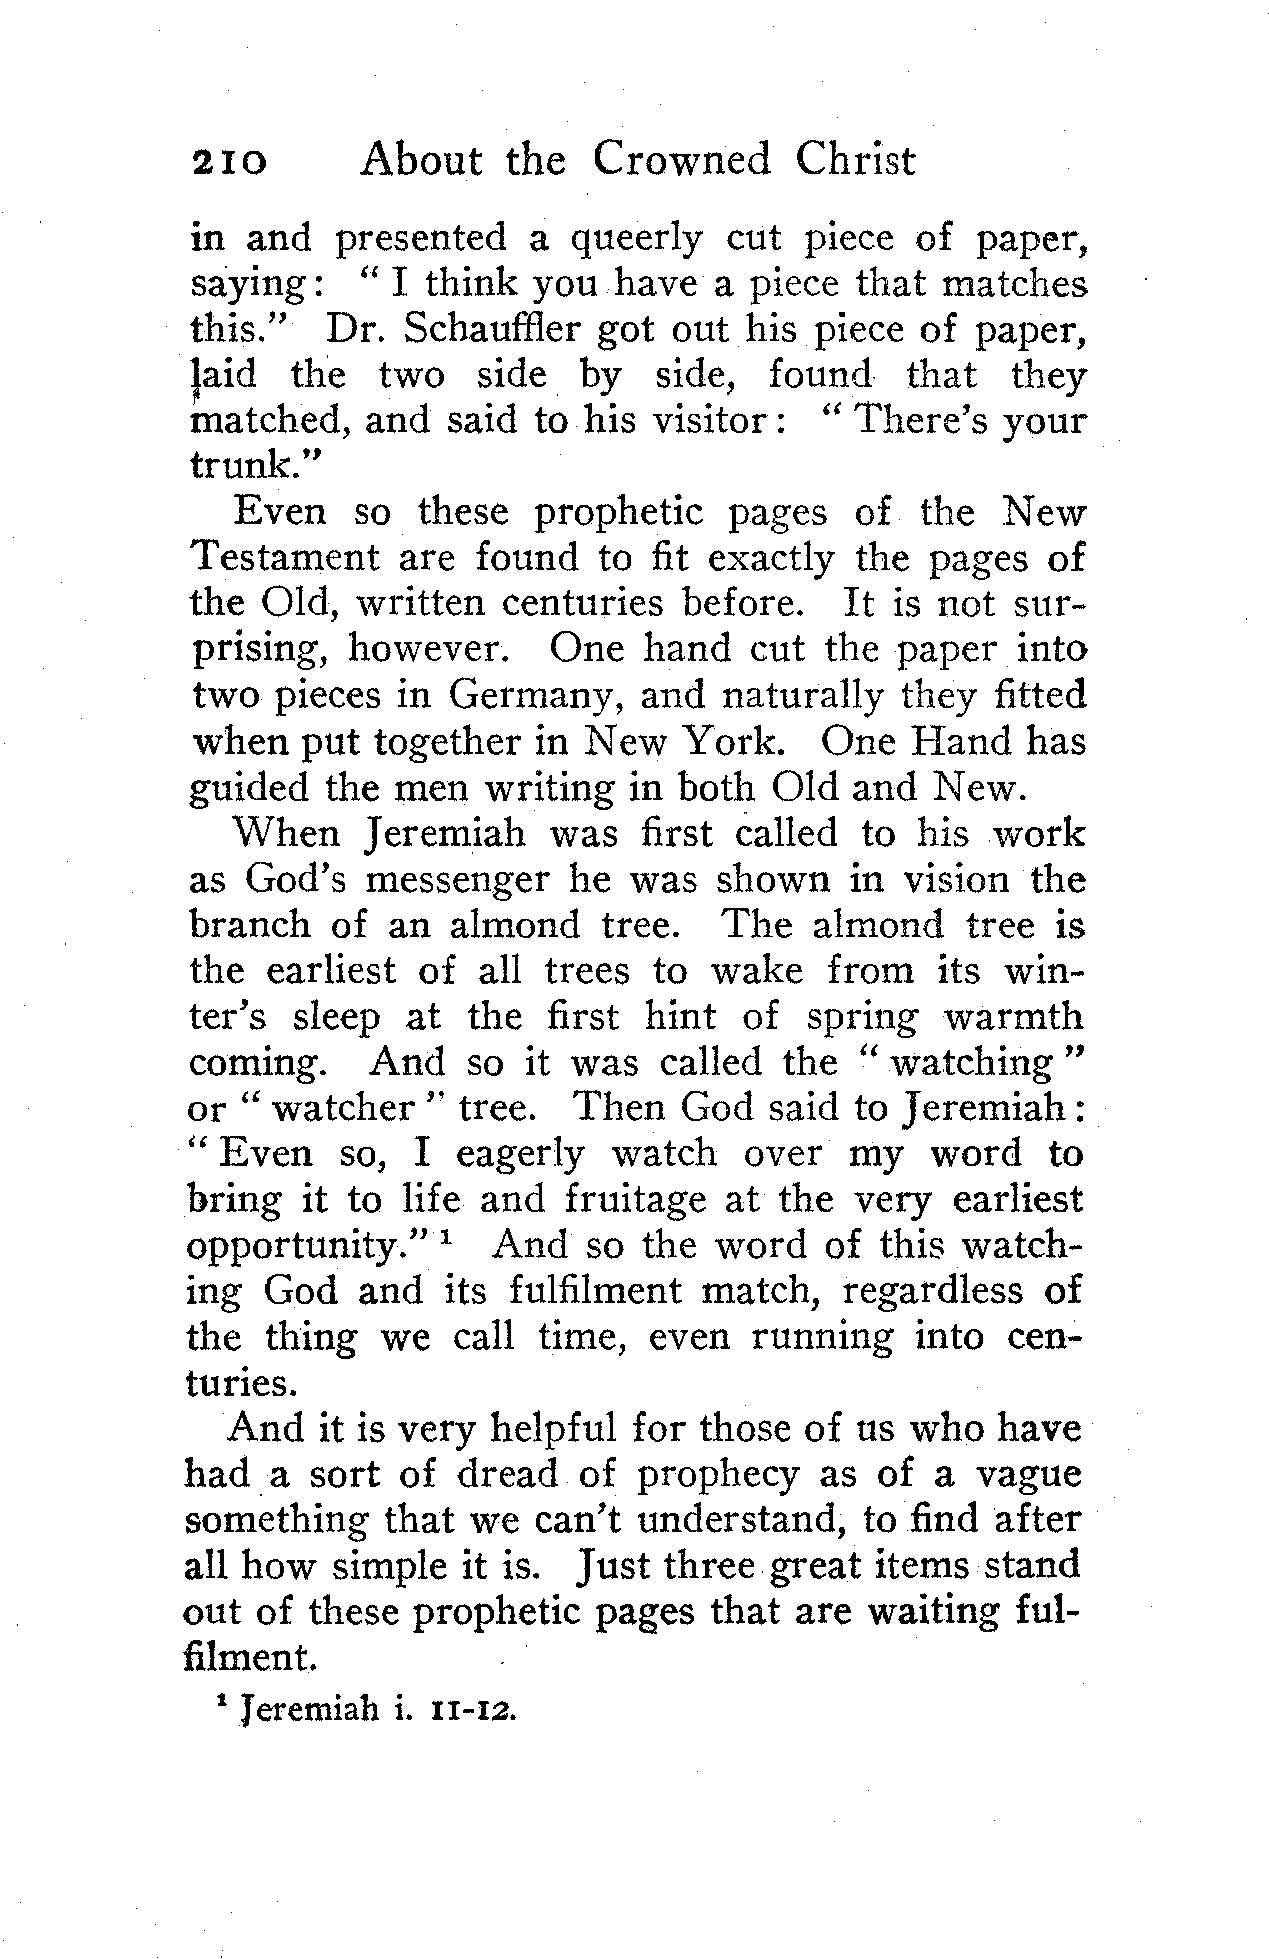 210 About the Crowned Christ
in and presented a queerly cut piece of paper,
saying: " I think you have a piece that matches
this." Dr. Schauffler got out his piece of paper,
laid the two side by side, found that they
matched, and said to his visitor: " There's your
trunk."
Even so these prophetic pages of the New
Testament are found to fit exactly the pages of
the Old, written centuries before. It is not sur-
prising, however. One hand cut the paper into
two pieces in Germany, and naturally they fitted
when put together in New York. One Hand has
guided the men writing in both Old and New.
When Jeremiah was first called to his work
as God's messenger he was shown in vision the
branch of an almond tree. The almond tree is
the earliest of all trees to wake from its win-
ter's sleep at the first hint of spring warmth
coming. And so it was called the " watching "
or " watcher " tree. Then God said to Jeremiah:
" Even so, I eagerly watch over my word to
bring it to life and fruitage at the very earliest
opportunity." ¹ And so the word of this watch-
ing God and its fulfilment match, regardless of
the thing we call time, even running into cen-
turies.
And it is very helpful for those of us who have
had a sort of dread of prophecy as of a vague
something that we can't understand, to find after
all how simple it is. Just three great items stand
out of these prophetic pages that are waiting ful-
filment.
¹ Jeremiah i. 11-12.